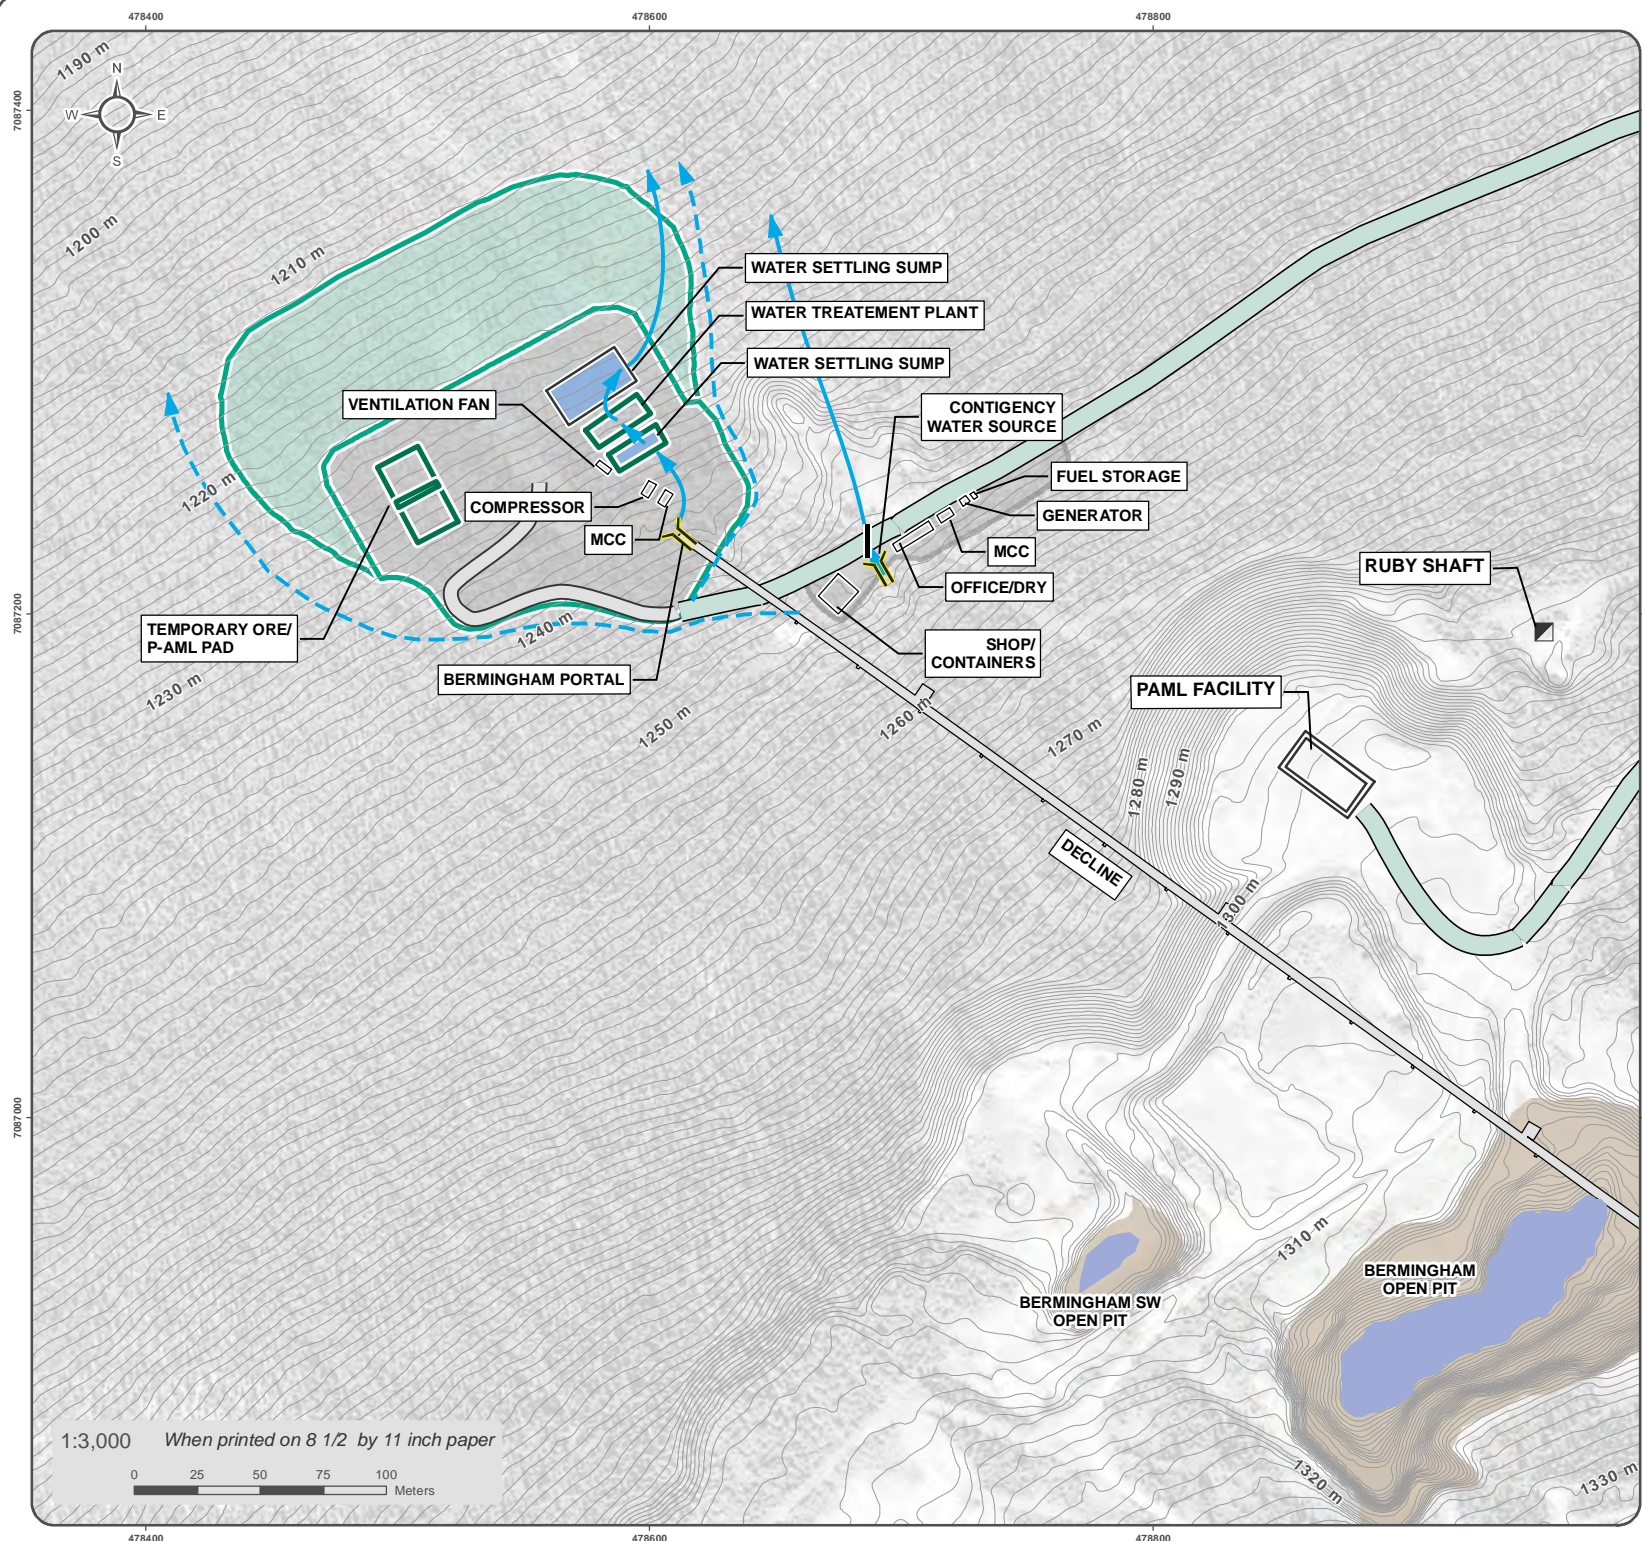 478400
478600
478800
1190 m
N
W
E
S
7087400
1200 m
1210 m
WATER SETTLING SUMP
WATER TREATEMENT PLANT
WATER SETTLING SUMP
VENTILATION FAN
CONTIGENCY
WATER SOURCE
1220 m
FUEL STORAGE
COMPRESSOR
GENERATOR
MCC
MCC
RUBY SHAFT
OFFICE/DRY
7087200
TEMPORARY ORE/
P-AML PAD
1240 m
SHOP/
CONTAINERS
BERMINGHAM PORTAL
1230 m
PAML FACILITY
1250 m
1260 m
1270 m
1280 m
1290 m
DECLINE
1300 m
7087000
1310 m
BERMINGHAM
OPEN PIT
BERMINGHAM SW
OPEN PIT
1:3,000
When printed on 8 1/2 by 11 inch paper
0
25
50
75
100
Meters
1320 m
1330 m
478400
478600
478800